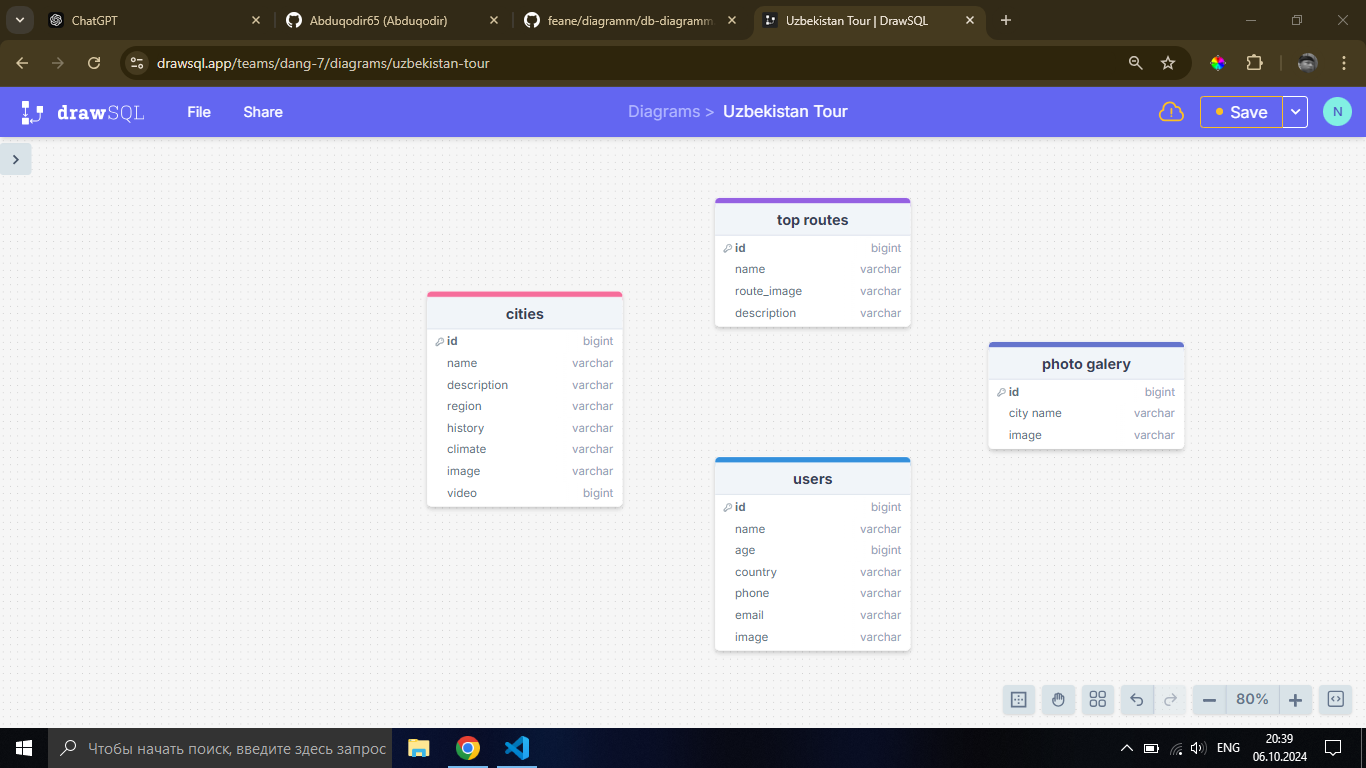 ChatGPT
Abduqodir65 (Abduqodir)
feane/diagramm/db-diagramm.
Uzbekistan Tour | DrawSQL
drawsql.app/teams/dang-7/diagrams/uzbekistan-tour
drawSQL
File
Share
Diagrams > Uzbekistan Tour
Save
N
top routes
id bigint
name varchar
route_image varchar
description varchar
cities
id bigint
name varchar
description varchar
region varchar
history varchar
climate varchar
image varchar
video bigint
photo galery
id bigint
city name varchar
image varchar
users
id bigint
name varchar
age bigint
country varchar
phone varchar
email varchar
image varchar
80%
Чтобы начать поиск, введите здесь запрос
ENG
20:39
06.10.2024